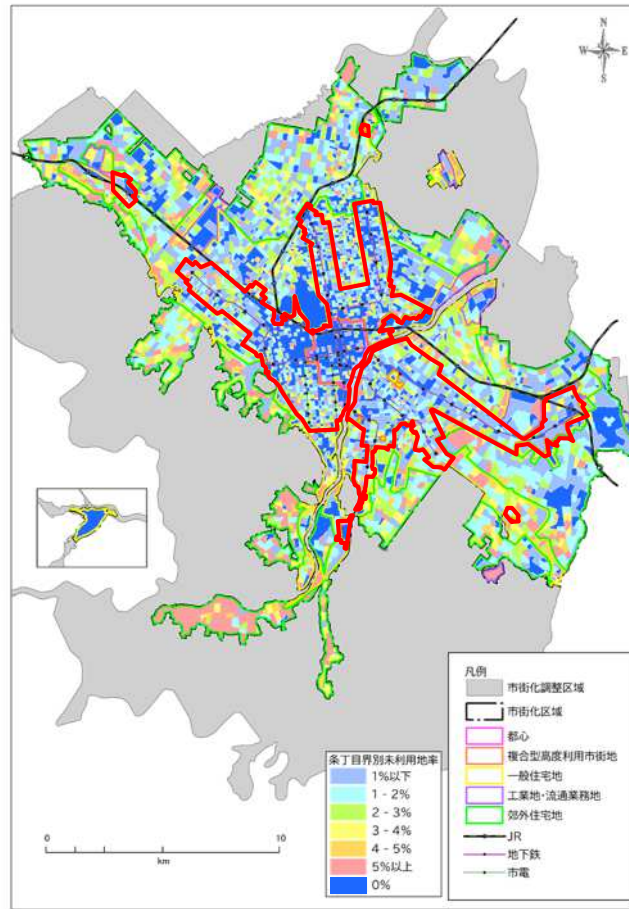 N
W E
S
凡例
市街化調整区域
市街化区域
都心
複合型高度利用市街地
一般住宅地
工業地・流通業務地
郊外住宅地
JR
地下鉄
市電
条丁目界別未利用地率
1%以下
1 - 2%
2 - 3%
3 - 4%
4 - 5%
5%以上
0%
0 10
km